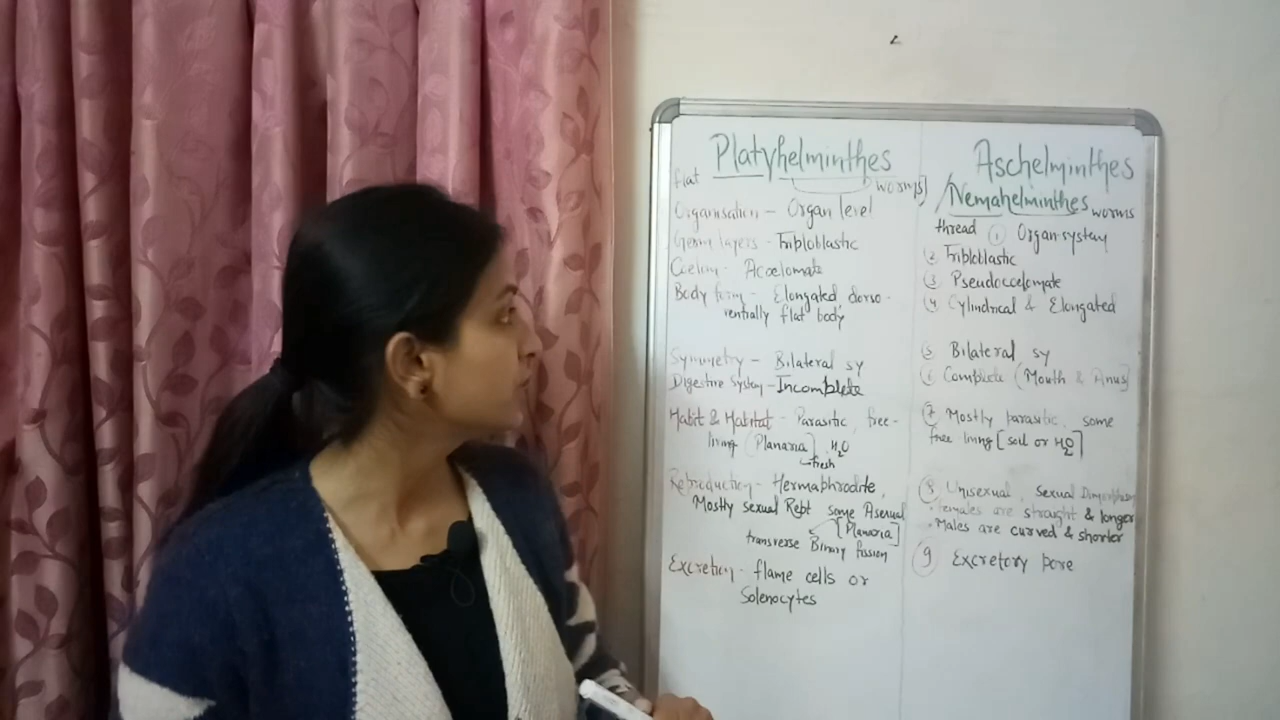 Platyhelminthes
flat
worms]
Organisation - Organ level
Germ layers - Triploblastic
Coelom - Acoelomate
Body form - Elongated dorso-
ventially flat body
Symmetry - Bilateral sy
Digestive System - Incomplete
Habit & Habitat - Parasitic, free-
living (Planaria), H2O
fresh
Reproduction - Hermaphrodite,
Mostly sexual Rept some Asexual
[Planaria]
transverse Binary fission
Excretion - flame cells or
Solenocytes
Aschelminthes
/Nemahelminthes worms
thread ① Organ-system
② Triploblastic
③ Pseudocoelomate
④ Cylindrical & Elongated
⑤ Bilateral sy
⑥ Complete (Mouth & Anus)
⑦ Mostly parasitic, some
free living [soil or H2O]
⑧ Unisexual, Sexual Dimorphism
• females are straight & longer
• Males are curved & shorter
⑨ Excretory pore